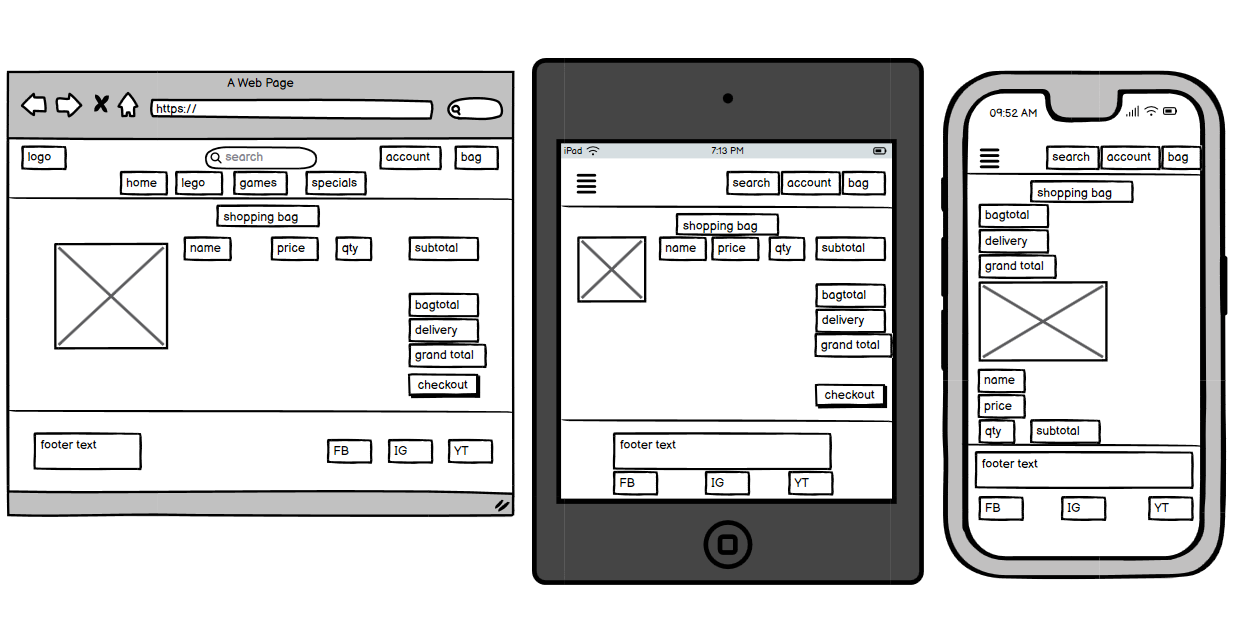 A Web Page
https://
logo
search
account
bag
home
lego
games
specials
shopping bag
name
price
qty
subtotal
bagtotal
delivery
grand total
checkout
footer text
FB
IG
YT
iPad
7:13 PM
search
account
bag
shopping bag
name
price
qty
subtotal
bagtotal
delivery
grand total
checkout
footer text
FB
IG
YT
09:52 AM
search
account
bag
shopping bag
bagtotal
delivery
grand total
name
price
qty
subtotal
footer text
FB
IG
YT